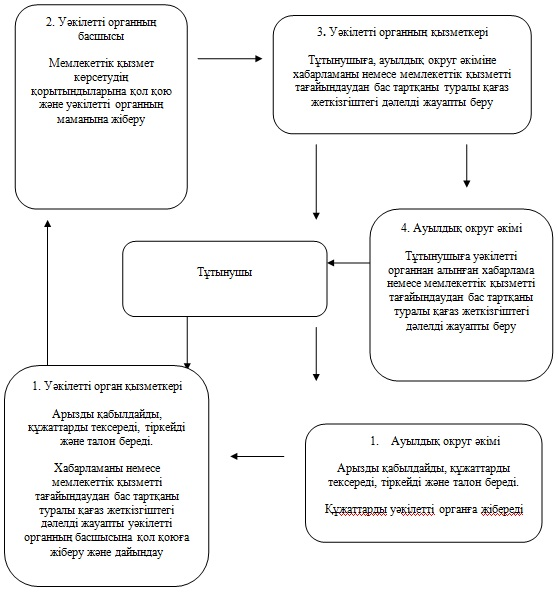 2. Уәкілетті органның
басшысы
Мемлекеттік қызмет
көрсетудің
қорытындыларына қол қою
және уәкілетті органның
маманына жіберу
3. Уәкілетті органның қызметкері
Тұтынушыға, ауылдық округ әкіміне
хабарламаны немесе мемлекеттік қызметті
тағайындаудан бас тартқаны туралы қағаз
жеткізгіштегі дәлелді жауапты беру
4. Ауылдық округ әкімі
Тұтынушыға уәкілетті
органнан алынған хабарлама
немесе мемлекеттік қызметті
тағайындаудан бас тартқаны
туралы қағаз жеткізгіштегі
дәлелді жауапты беру
Тұтынушы
1. Уәкілетті орган қызметкері
Арызды қабылдайды,
құжаттарды тексереді, тіркейді
және талон береді.
Хабарламаны немесе
мемлекеттік қызметті
тағайындаудан бас тартқаны
туралы қағаз жеткізгіштегі
дәлелді жауапты уәкілетті
органның басшысына қол қоюға
жіберу және дайындау
1. Ауылдық округ әкімі
Арызды қабылдайды, құжаттарды
тексереді, тіркейді және талон береді.
Құжаттарды уәкілетті органға жібереді